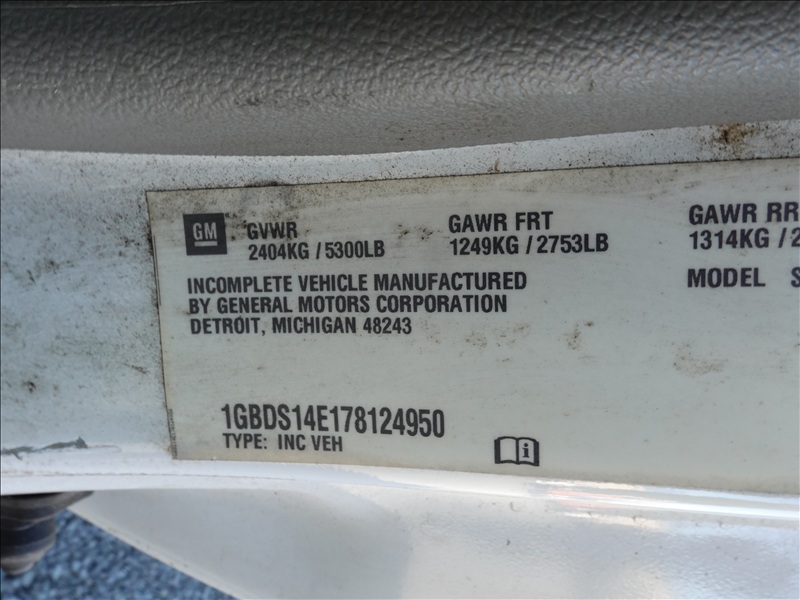 GM GVWR GAWR FRT GAWR RR
2404KG / 5300LB 1249KG / 2753LB 1314KG / 2
INCOMPLETE VEHICLE MANUFACTURED MODEL S
BY GENERAL MOTORS CORPORATION
DETROIT, MICHIGAN 48243
1GBDS14E178124950
TYPE: INC VEH
i